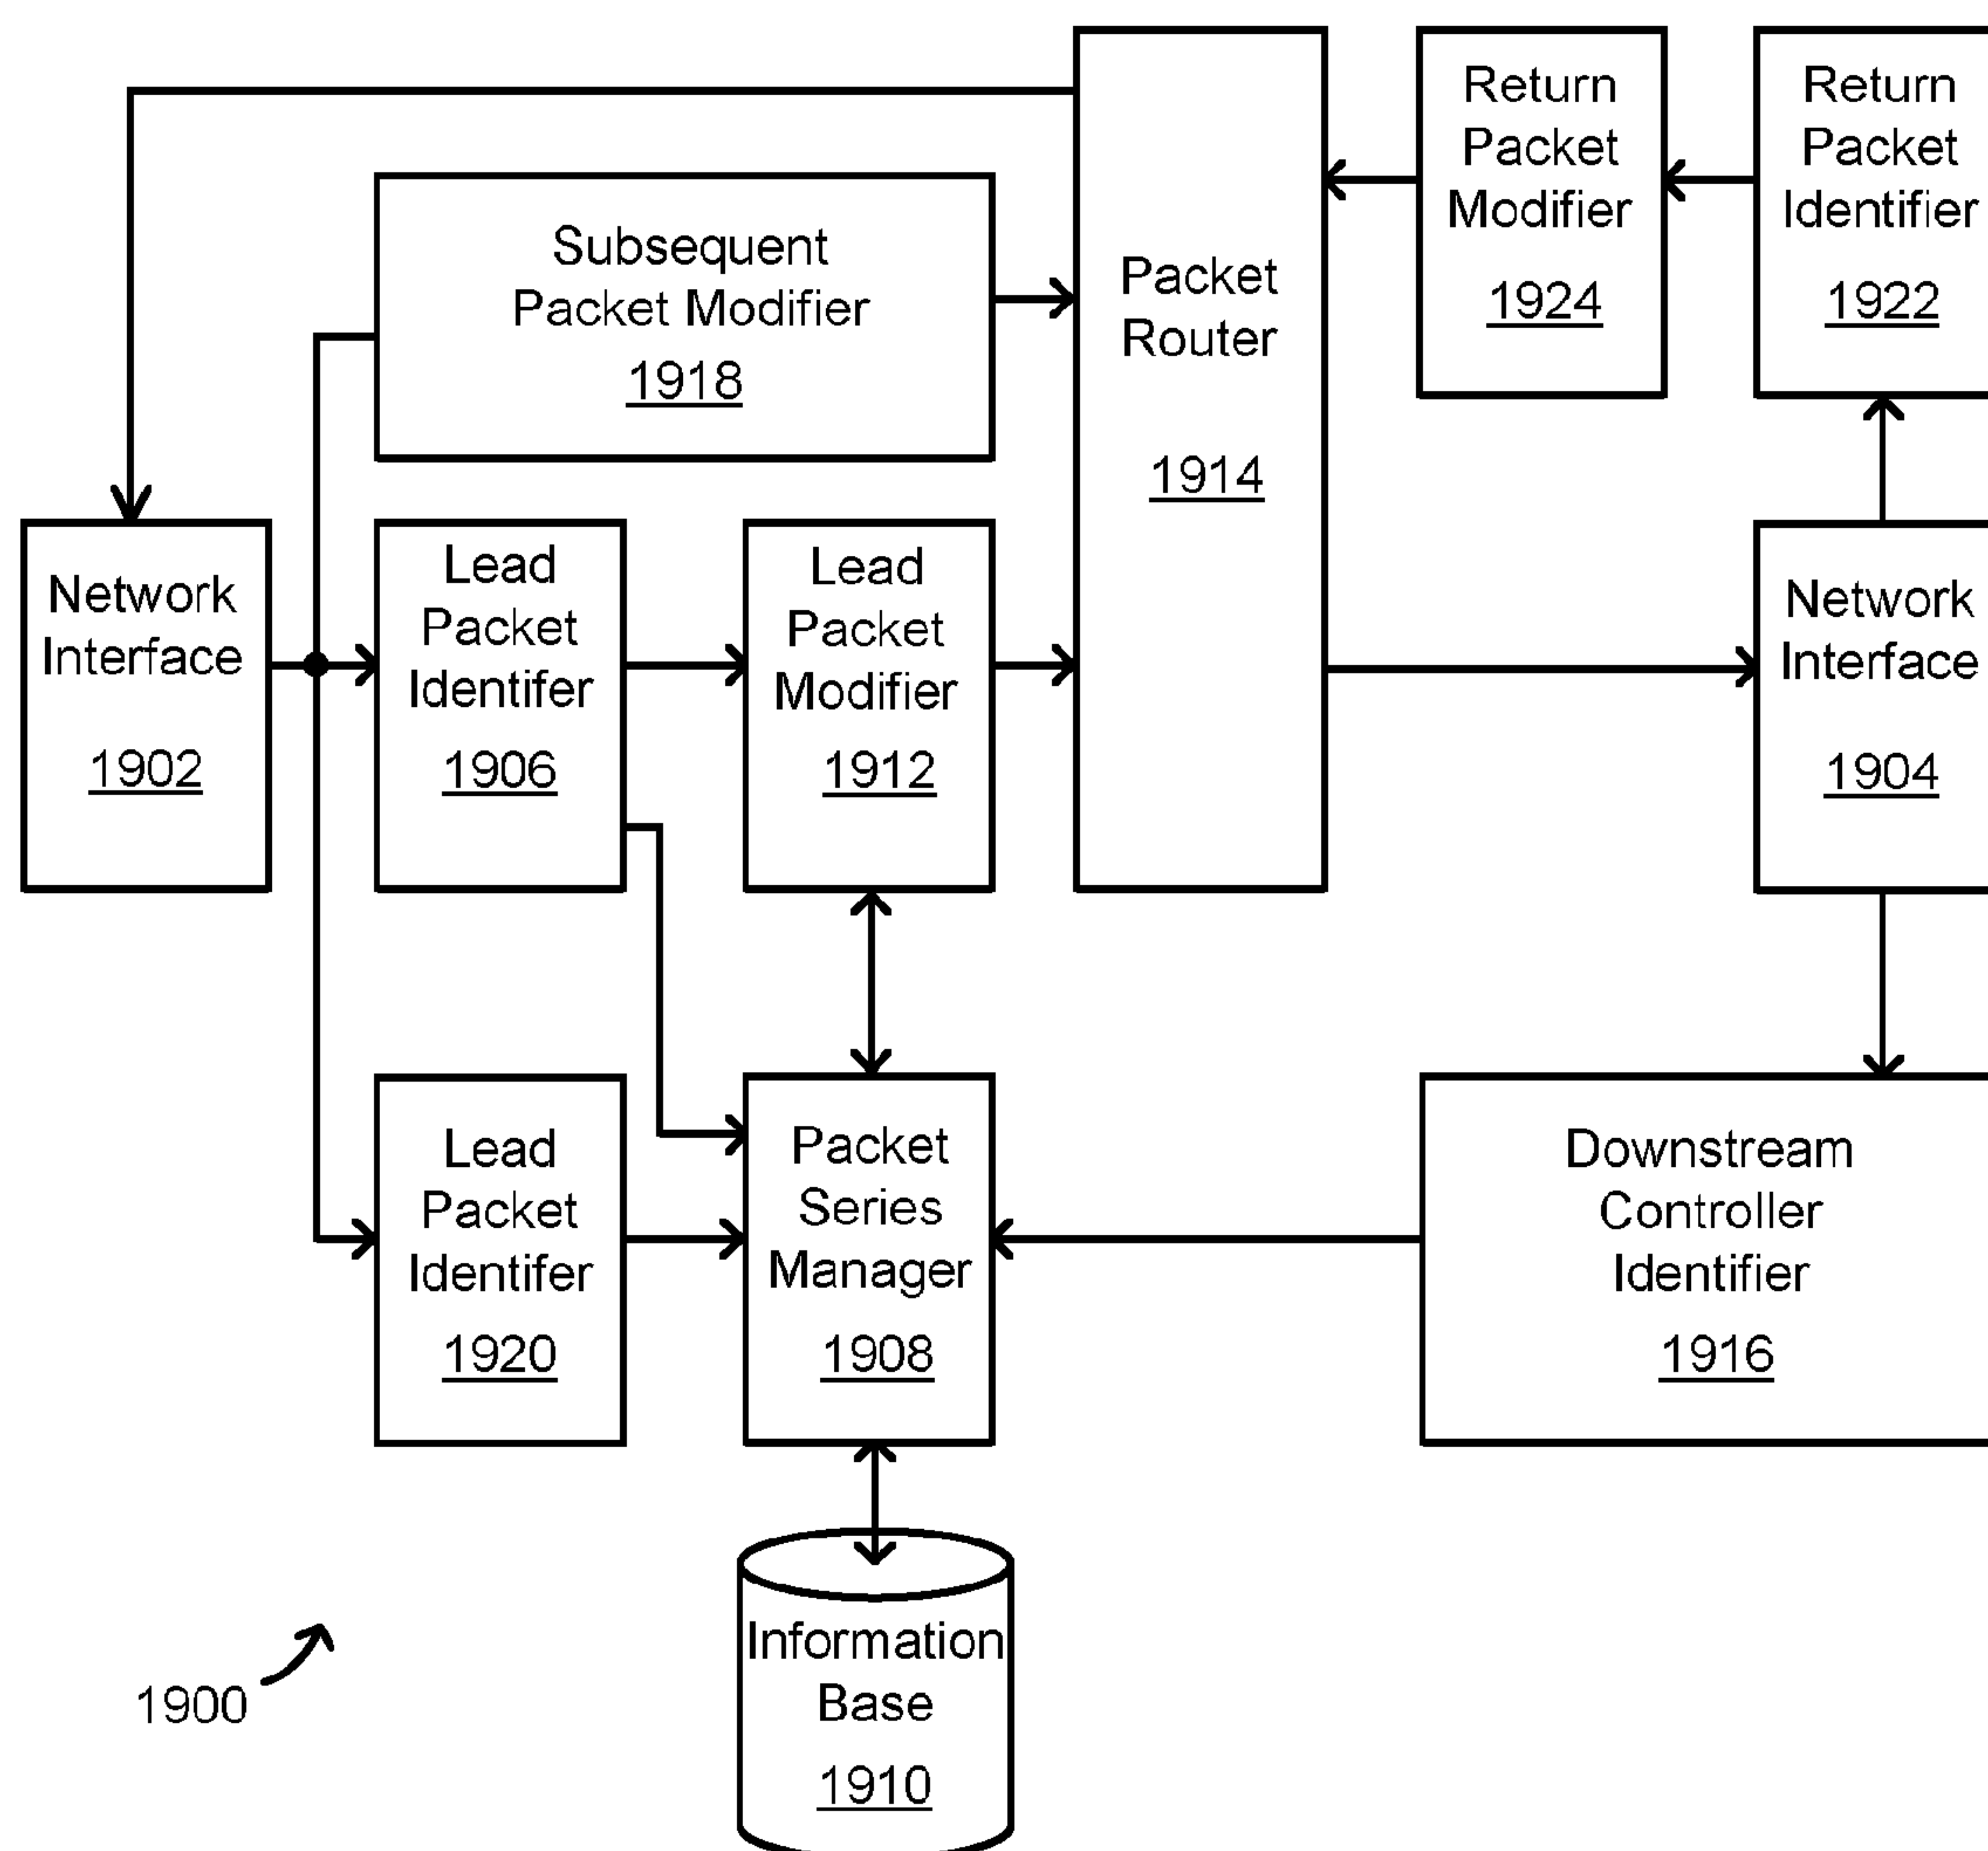 Subsequent
Packet Modifier
1918
Packet
Router
1914
Return
Packet
Modifier
1924
Return
Packet
Identifier
1922
Network
Interface
1902
Lead
Packet
Identifer
1906
Lead
Packet
Modifier
1912
Network
Interface
1904
Lead
Packet
Identifer
1920
Packet
Series
Manager
1908
Downstream
Controller
Identifier
1916
Information
Base
1910
1900